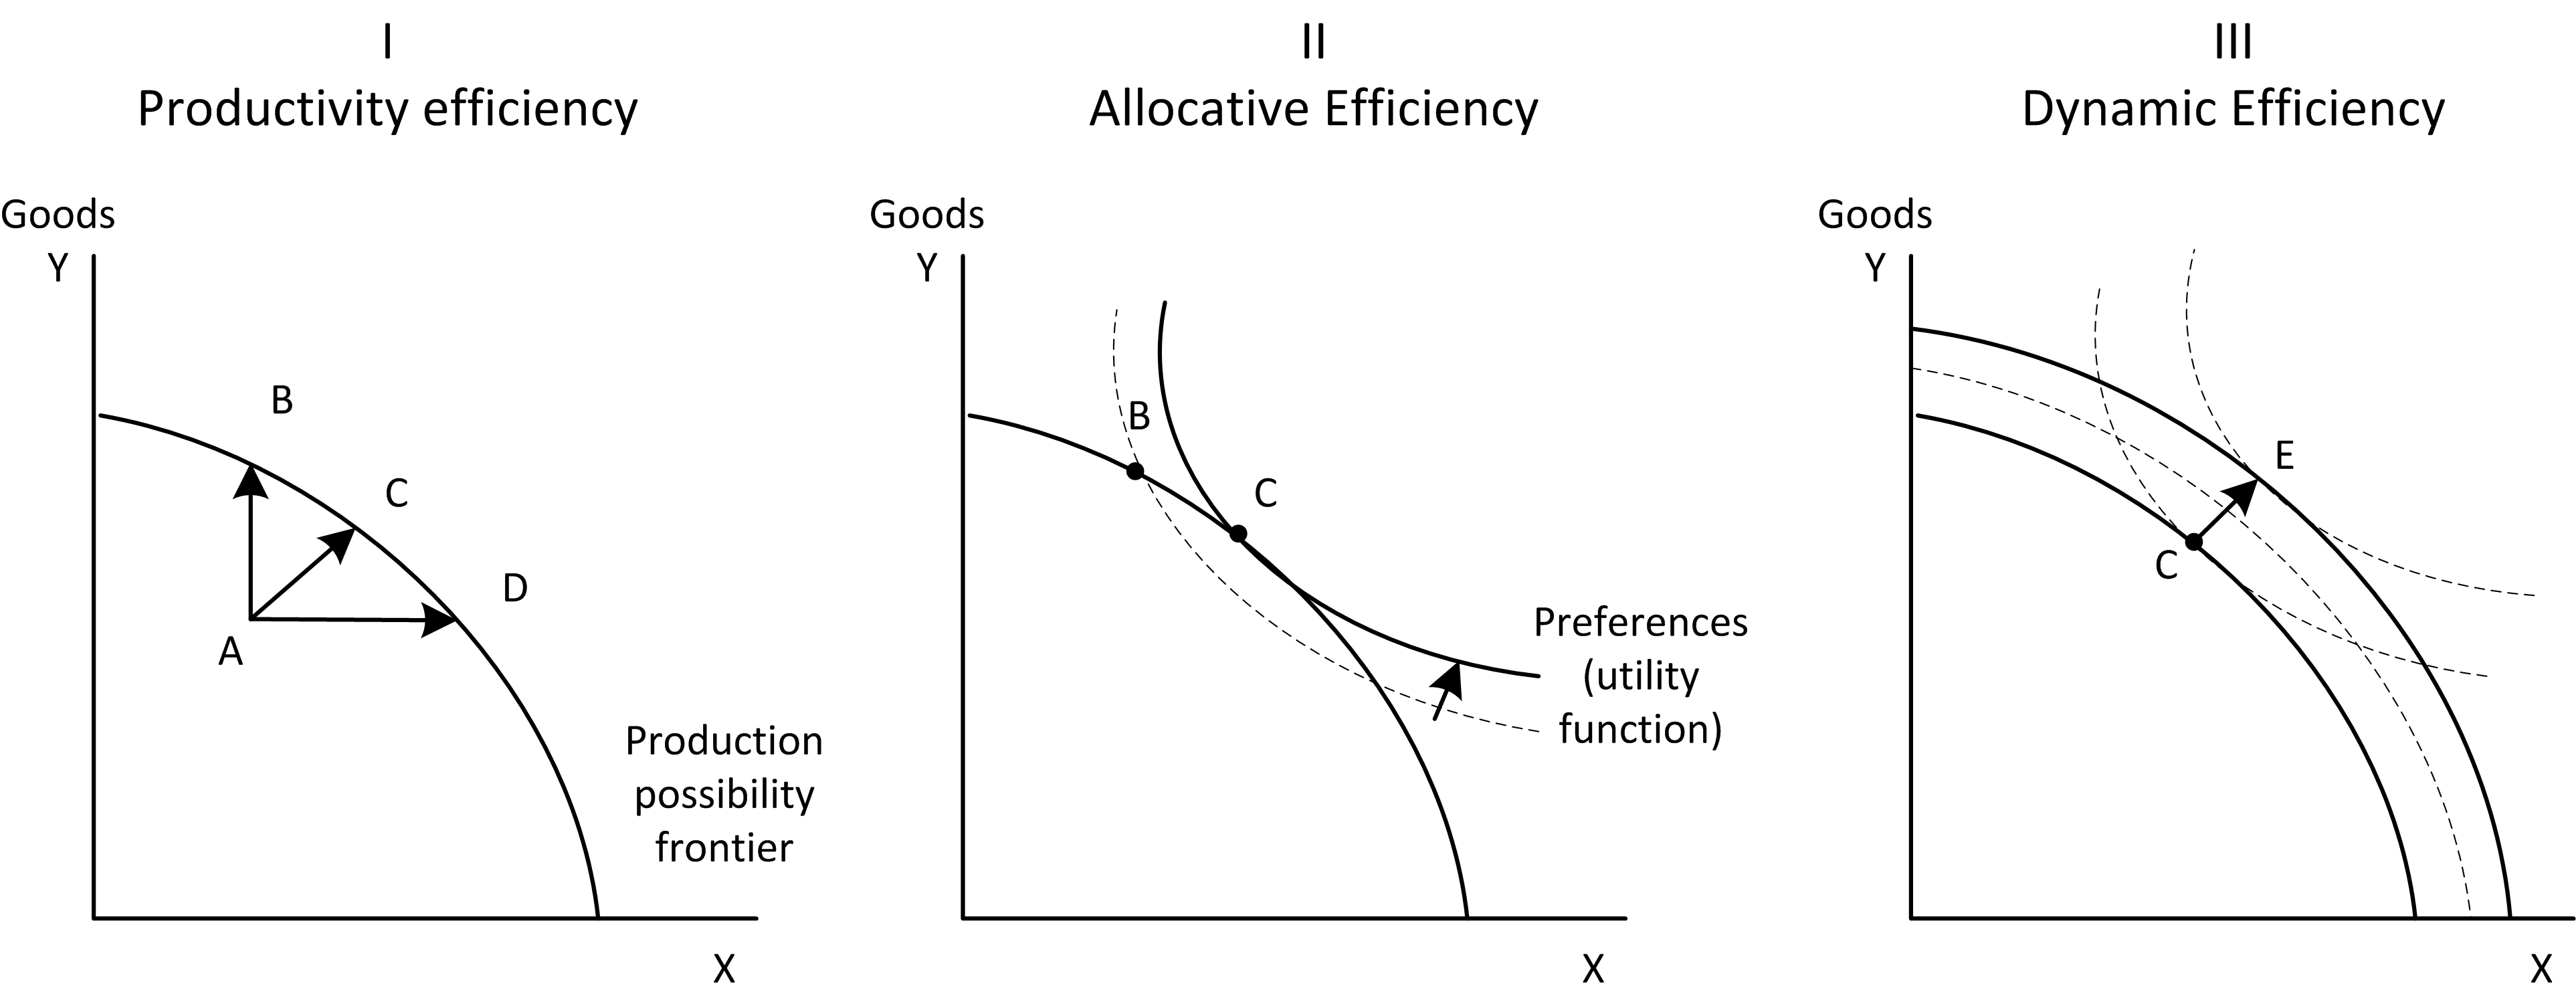 I
Productivity efficiency
Goods
Y
B
C
D
A
Production
possibility
frontier
X
II
Allocative Efficiency
Goods
Y
B
C
Preferences
(utility
function)
X
III
Dynamic Efficiency
Goods
Y
E
C
X